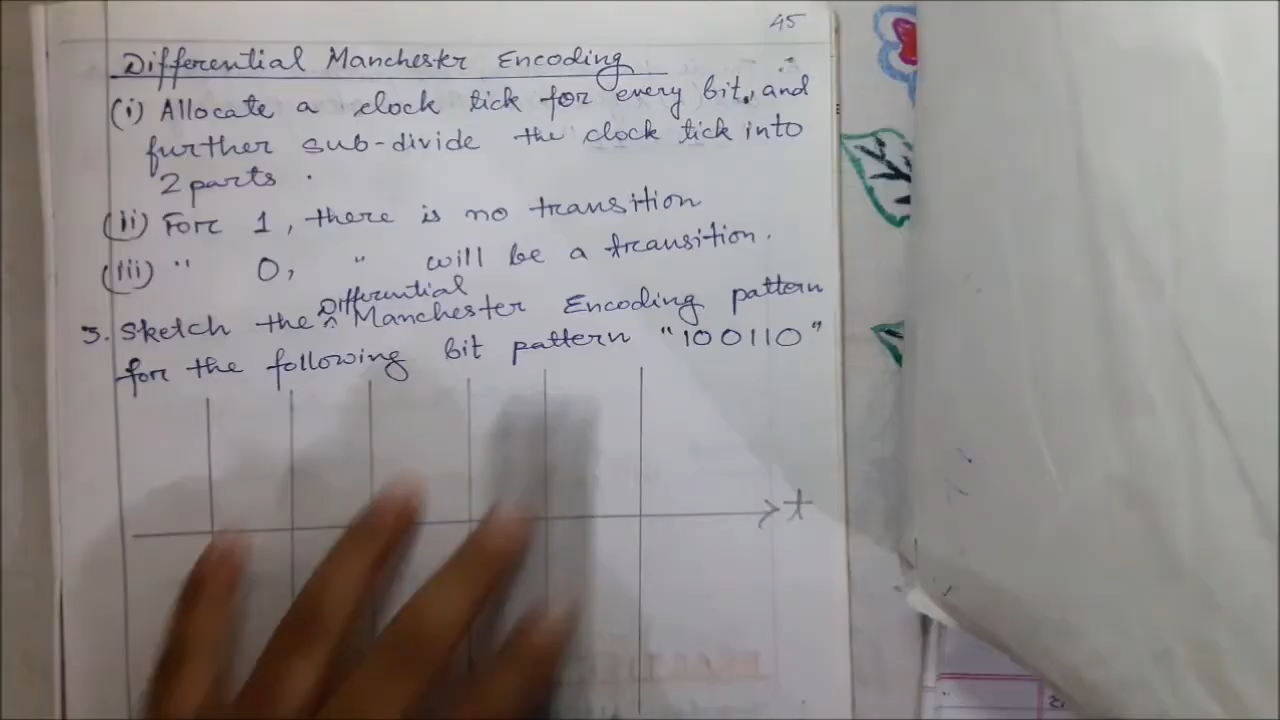 45
Differential Manchester Encoding
(i) Allocate a clock tick for every bit, and
further sub-divide the clock tick into
2 parts.
(ii) For 1, there is no transition
(iii) " 0, " will be a transition.
Differential
3. Sketch the ^ Manchester Encoding pattern
for the following bit pattern "100110"
t